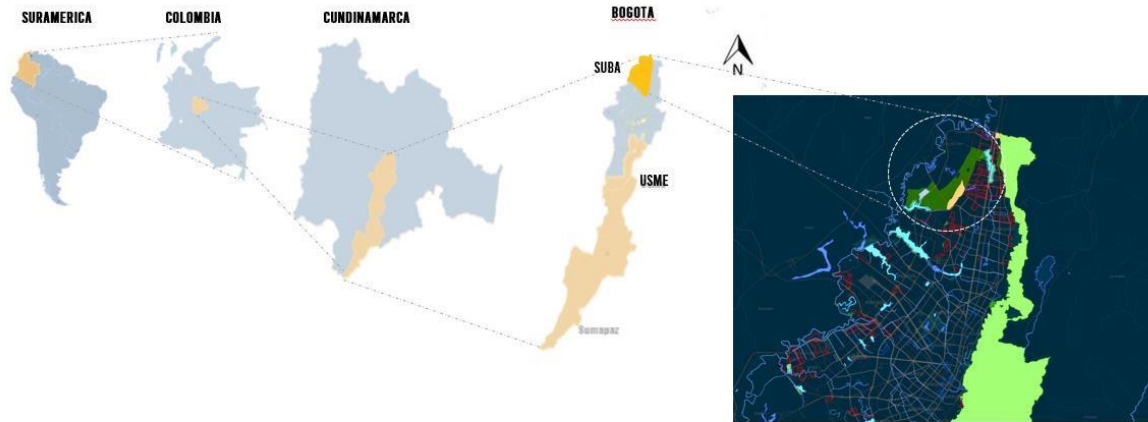 SURAMERICA
COLOMBIA
CUNDINAMARCA
BOGOTA
SUBA
N
USME
Sumapaz